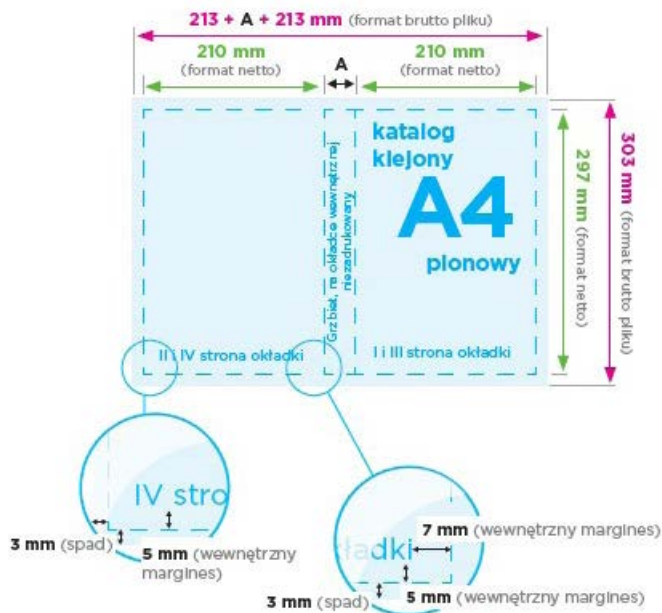 213 + A + 213 mm (format brutto pliku)
210 mm
(format netto)
A
210 mm
(format netto)
katalog
klejony
A4
pionowy
Grzbiet, na okładce wewnętrznej
niezadrukowany
297 mm
(format netto)
303 mm (format brutto pliku)
II i IV strona okładki
I i III strona okładki
IV stro
3 mm (spad)
5 mm (wewnętrzny
margines)
ładki
7 mm (wewnętrzny margines)
3 mm (spad)
5 mm (wewnętrzny
margines)